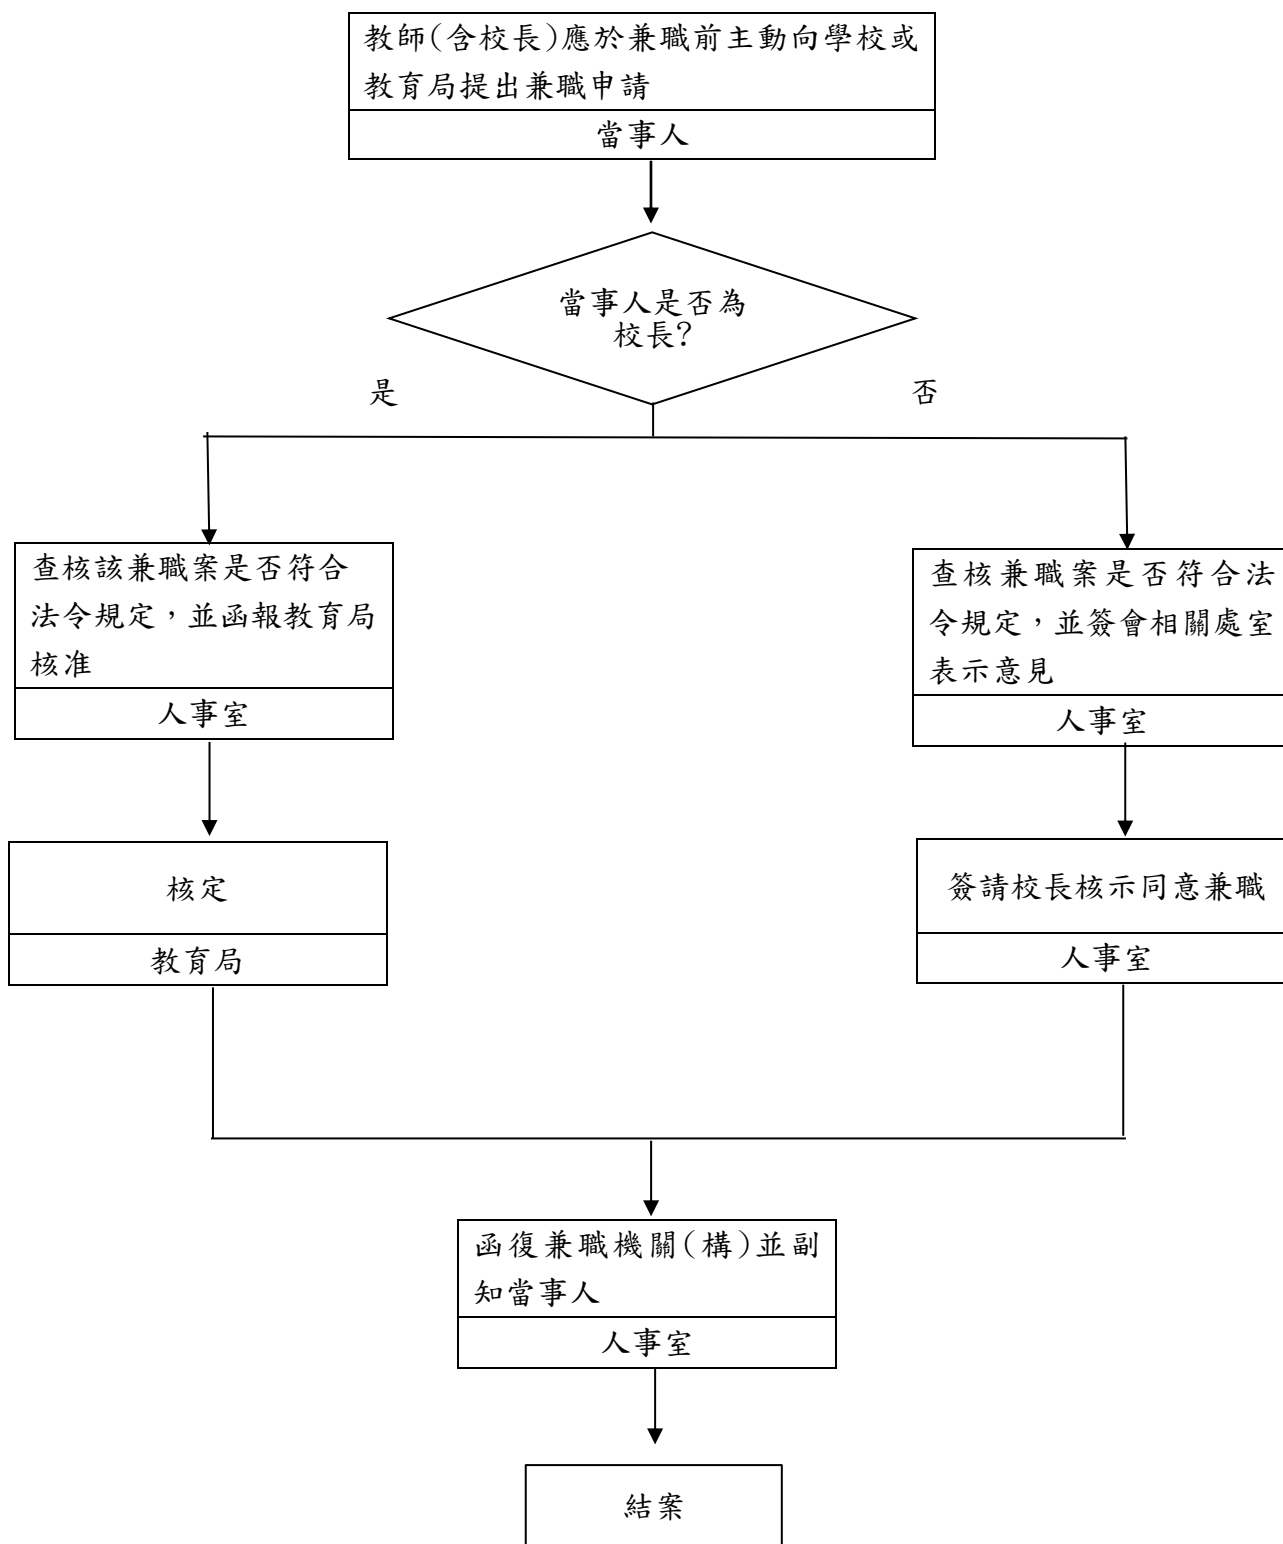 教師(含校長)應於兼職前主動向學校或
教育局提出兼職申請
當事人
當事人是否為
校長?
是
否
查核該兼職案是否符合
法令規定，並函報教育局
核准
人事室
查核兼職案是否符合法
令規定，並簽會相關處室
表示意見
人事室
核定
教育局
簽請校長核示同意兼職
人事室
函復兼職機關(構)並副
知當事人
人事室
結案